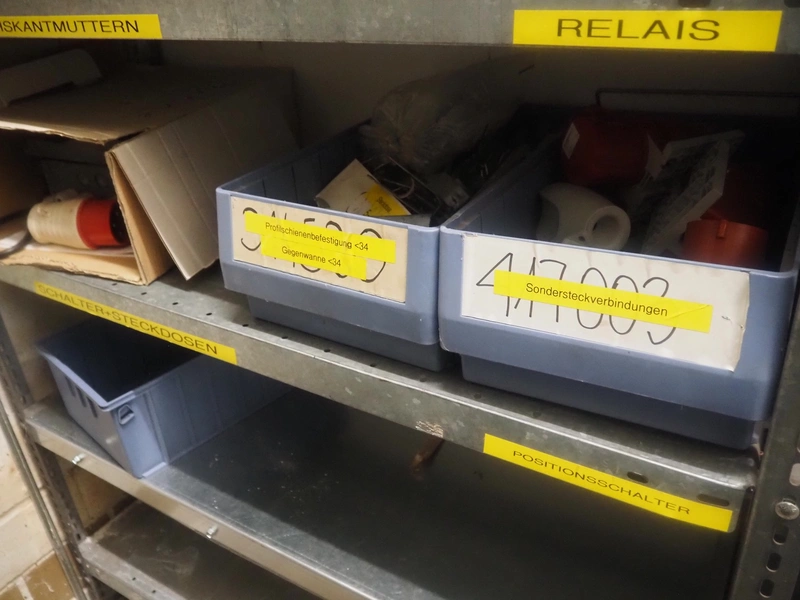 SKANTMUTTERN
RELAIS
Profilschienenbefestigung <34
Gegenwanne <34
417003
Sondersteckverbindungen
SCHALTER+STECKDOSEN
POSITIONSSCHALTER